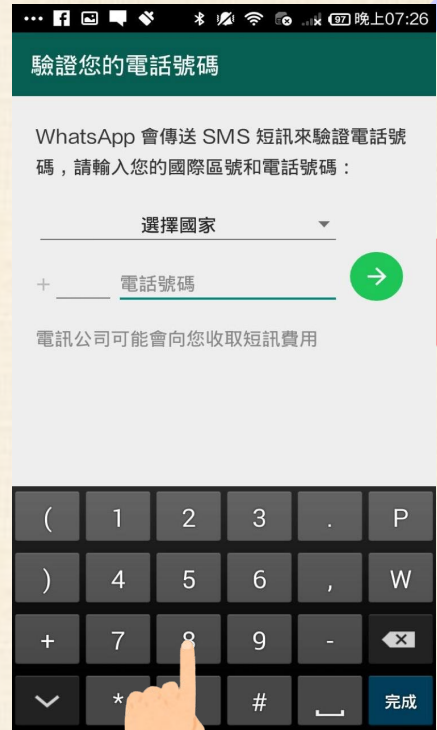 97 晚上07:26
驗證您的電話號碼
WhatsApp 會傳送 SMS 短訊來驗證電話號
碼，請輸入您的國際區號和電話號碼：
選擇國家
+ 電話號碼
電訊公司可能會向您收取短訊費用
( 1 2 3 . P
) 4 5 6 , W
+ 7 8 9 -
* # 完成